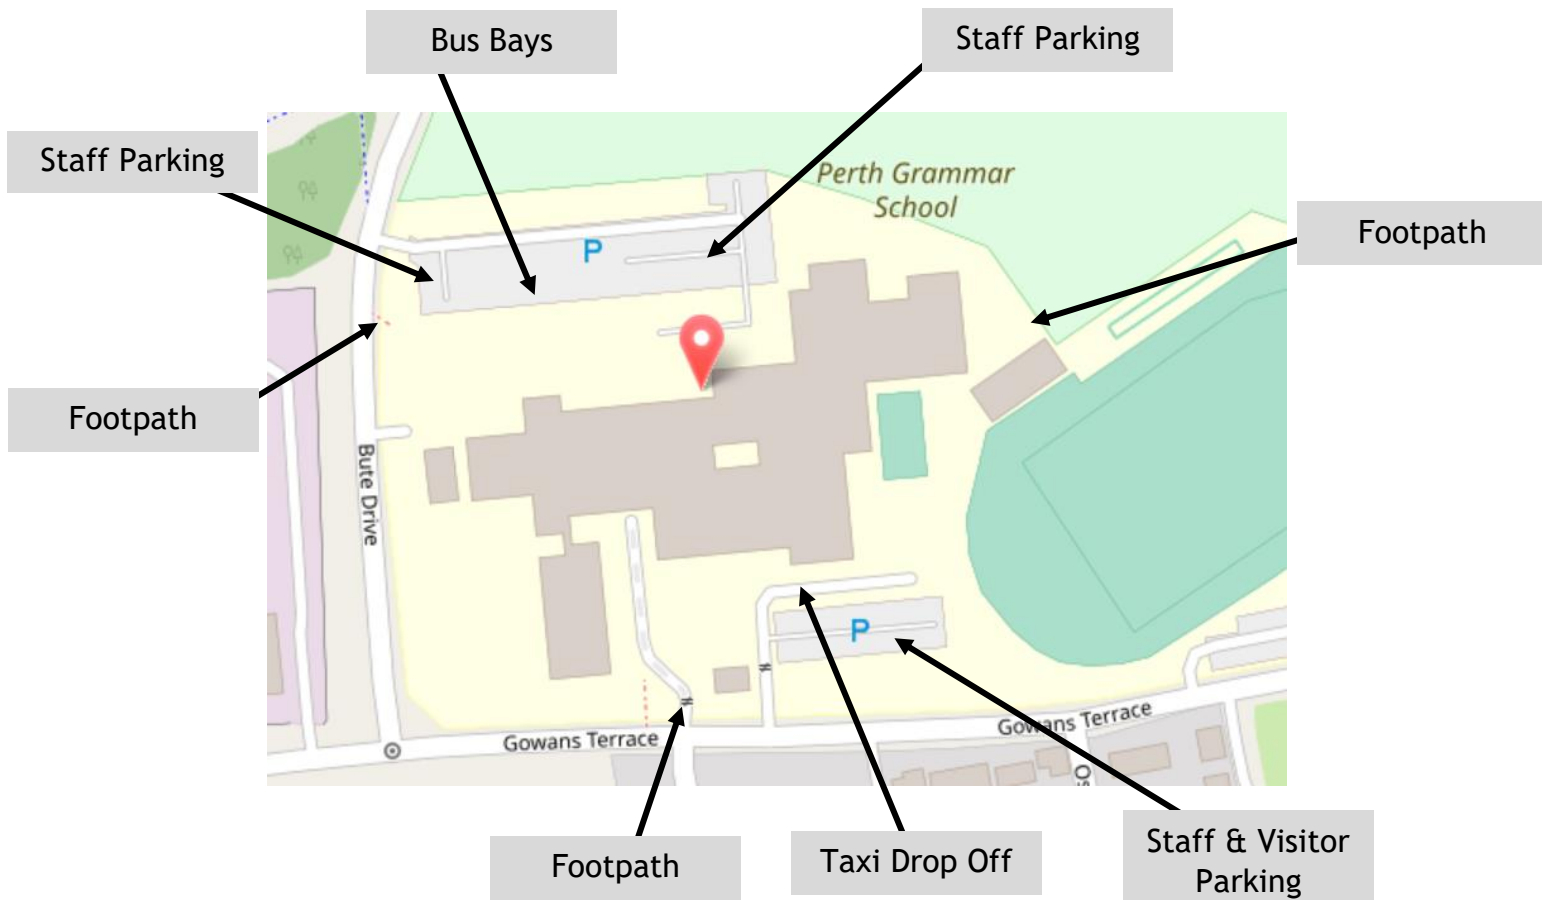 Bus Bays
Staff Parking
Staff Parking
Perth Grammar
School
Footpath
P
Footpath
Bute Drive
P
Gowans Terrace
Gowans Terrace
Os
Footpath
Taxi Drop Off
Staff & Visitor
Parking